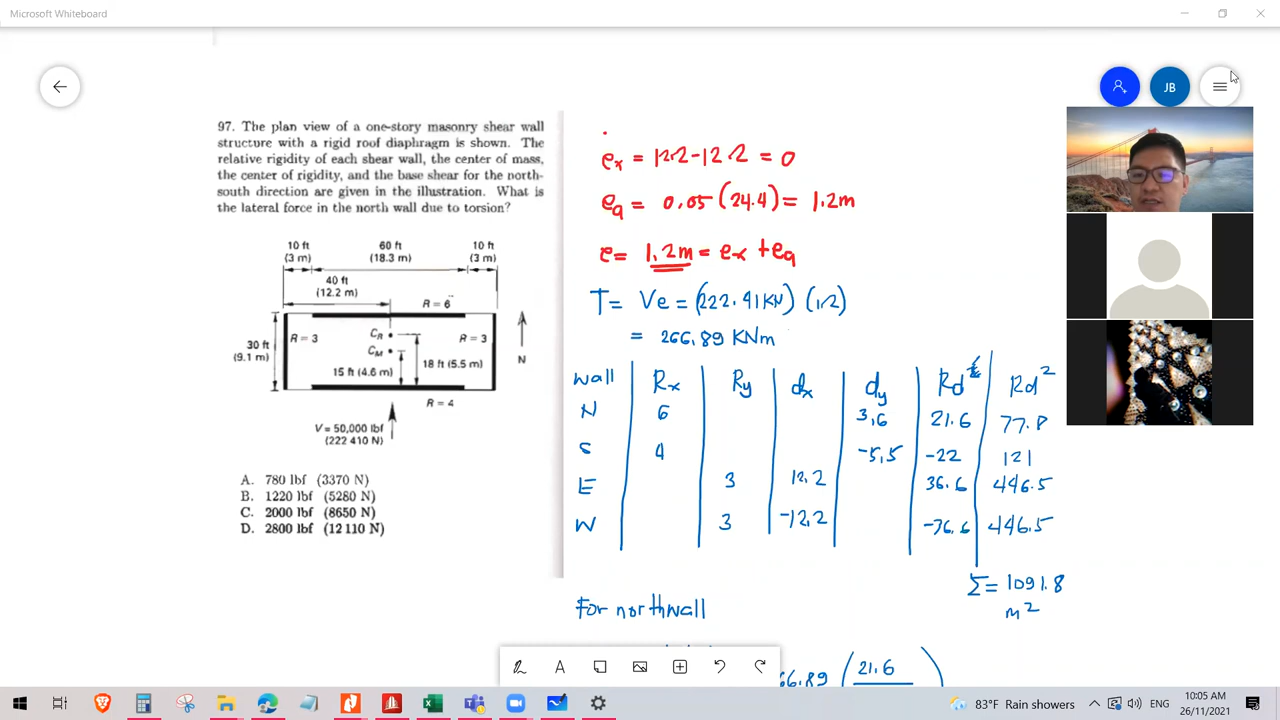 Microsoft Whiteboard
JB
97. The plan view of a one-story masonry shear wall
structure with a rigid roof diaphragm is shown. The
relative rigidity of each shear wall, the center of mass,
the center of rigidity, and the base shear for the north-
south direction are given in the illustration. What is
the lateral force in the north wall due to torsion?
10 ft 60 ft 10 ft
(3 m) (18.3 m) (3 m)
40 ft
(12.2 m)
R = 6
CR
R = 3 R = 3
CM
30 ft
(9.1 m)
15 ft (4.6 m) 18 ft (5.5 m)
N
R = 4
V = 50,000 lbf
(222 410 N)
A. 780 lbf (3370 N)
B. 1220 lbf (5280 N)
C. 2000 lbf (8650 N)
D. 2800 lbf (12 110 N)
ex = 12.2-12.2 = 0
eq = 0.05 (24.4) = 1.2m
e = 1.2m = ex + eq
T = Ve = (222.41KN) (1.2)
= 266.89 KNm
wall Rx Ry dx dy Rd Rd²
N 6 3.6 21.6 77.8
S 4 -5.5 -22 121
E 3 12.2 36.6 446.5
W 3 -12.2 -36.6 446.5
Σ = 1091.8
m²
For north wall
66.89 ( 21.6 )
83°F Rain showers
ENG
10:05 AM
26/11/2021